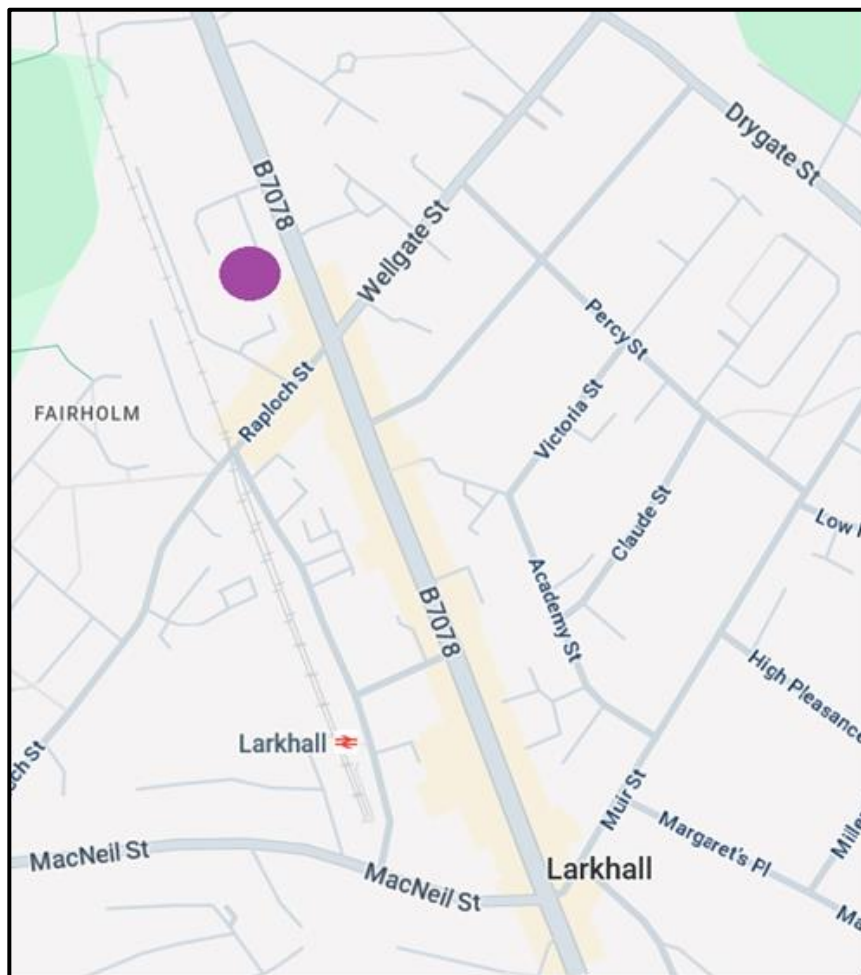 Drygate St
B7078
Wellgate St
Percy St
Raploch St
FAIRHOLM
Victoria St
Claude St
Low
Academy St
B7078
High Pleasance
Larkhall
ch St
Muir St
Margaret's Pl
MacNeil St
MacNeil St
Larkhall